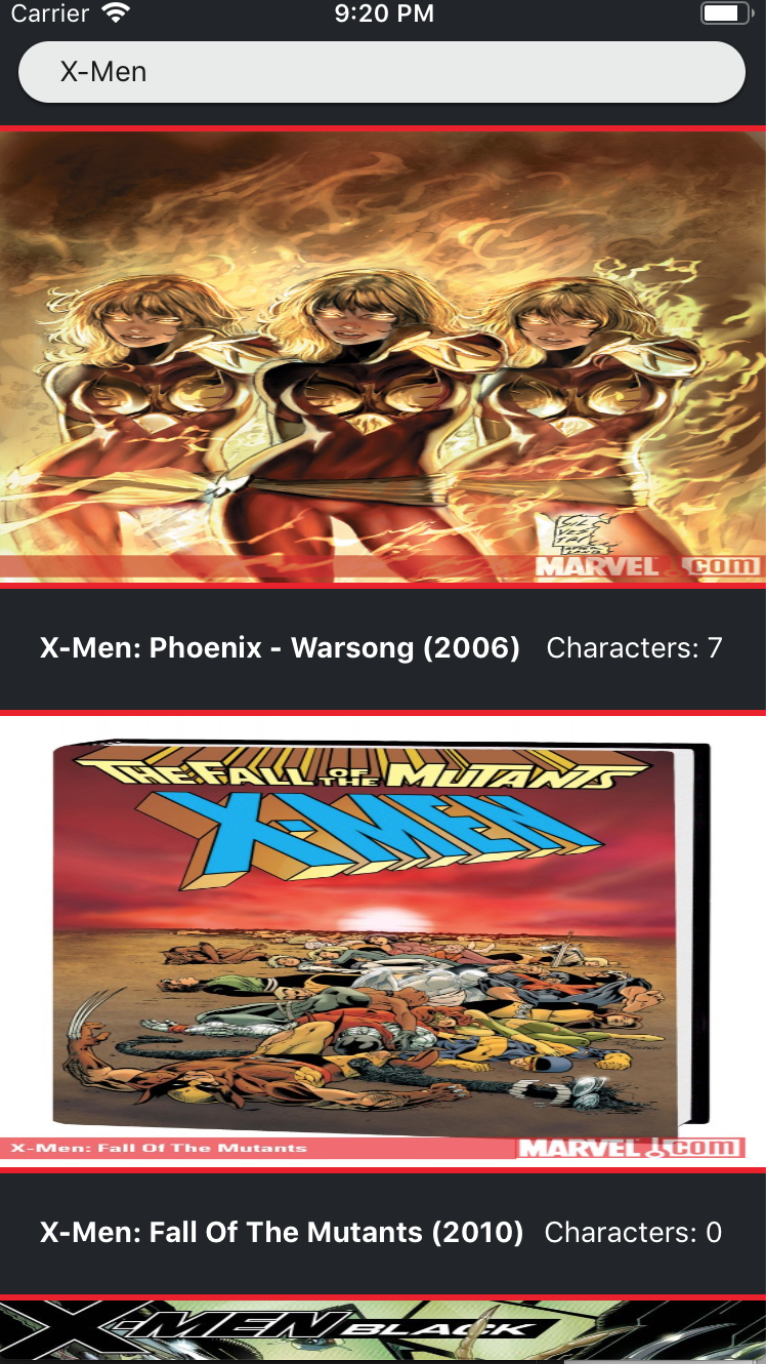 Carrier 9:20 PM
X-Men
MARVEL.com
X-Men: Phoenix - Warsong (2006) Characters: 7
THE FALL OF THE MUTANTS
X-MEN
X-Men: Fall Of The Mutants MARVEL.com
X-Men: Fall Of The Mutants (2010) Characters: 0
X-MEN BLACK